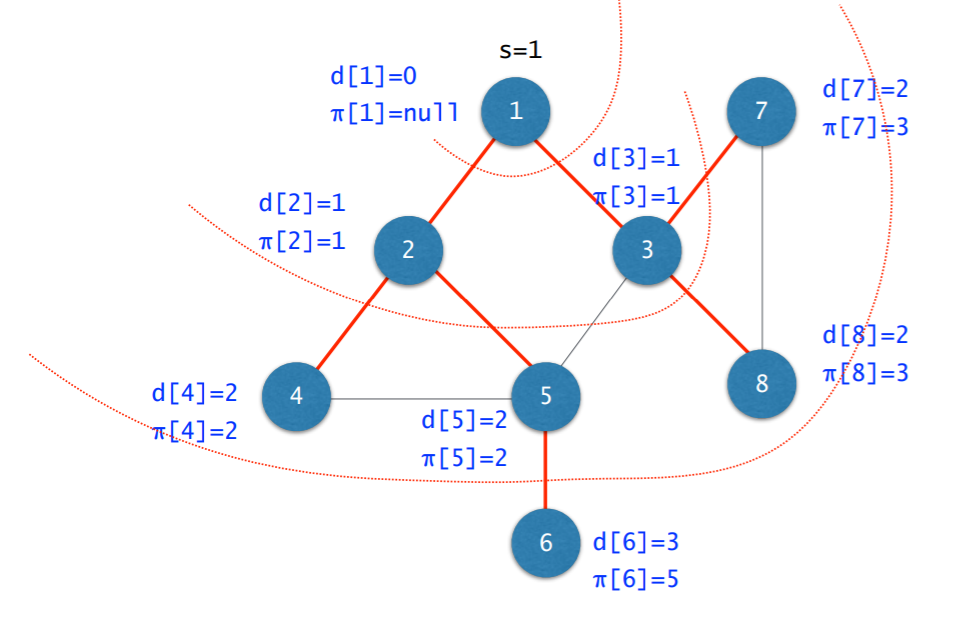 s=1
d[1]=0
π[1]=null
1
7
d[7]=2
π[7]=3
d[3]=1
π[3]=1
d[2]=1
π[2]=1
2
3
d[8]=2
π[8]=3
8
4
5
d[4]=2
π[4]=2
d[5]=2
π[5]=2
6
d[6]=3
π[6]=5